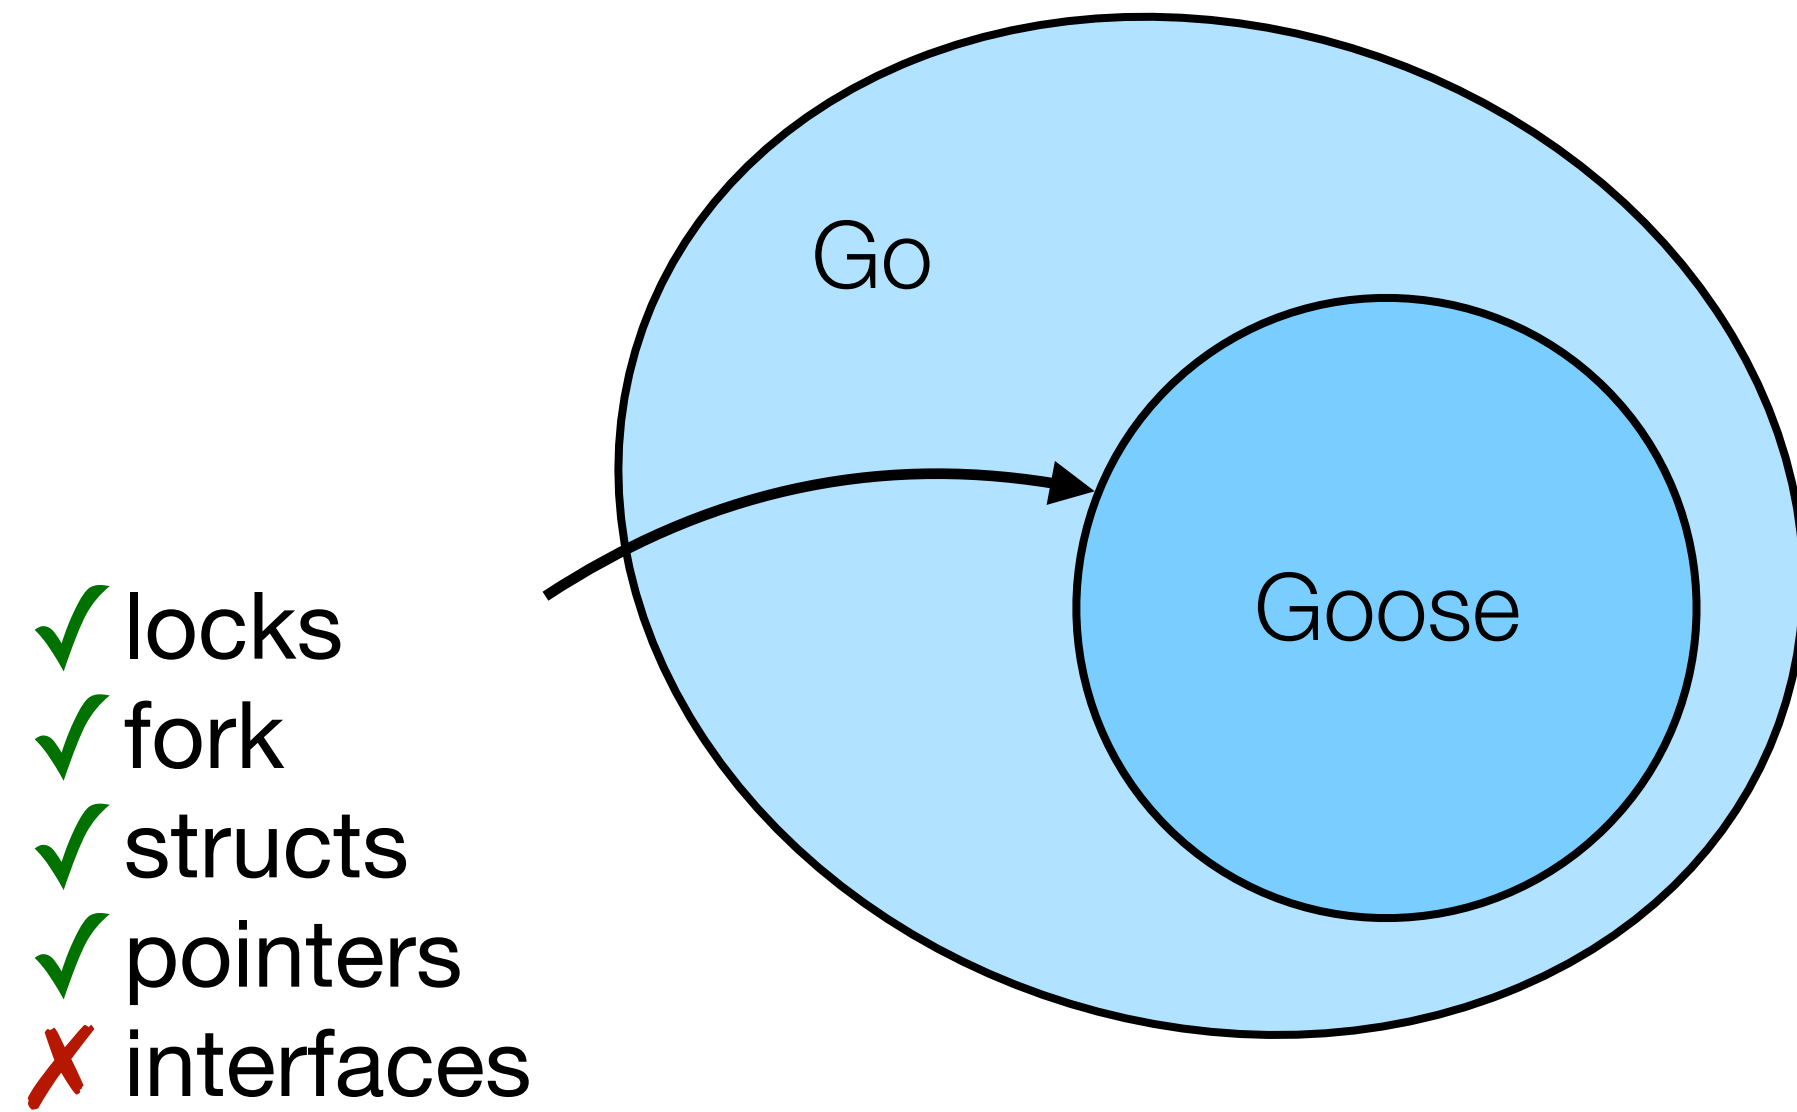 Go
Goose
✓ locks
✓ fork
✓ structs
✓ pointers
✗ interfaces